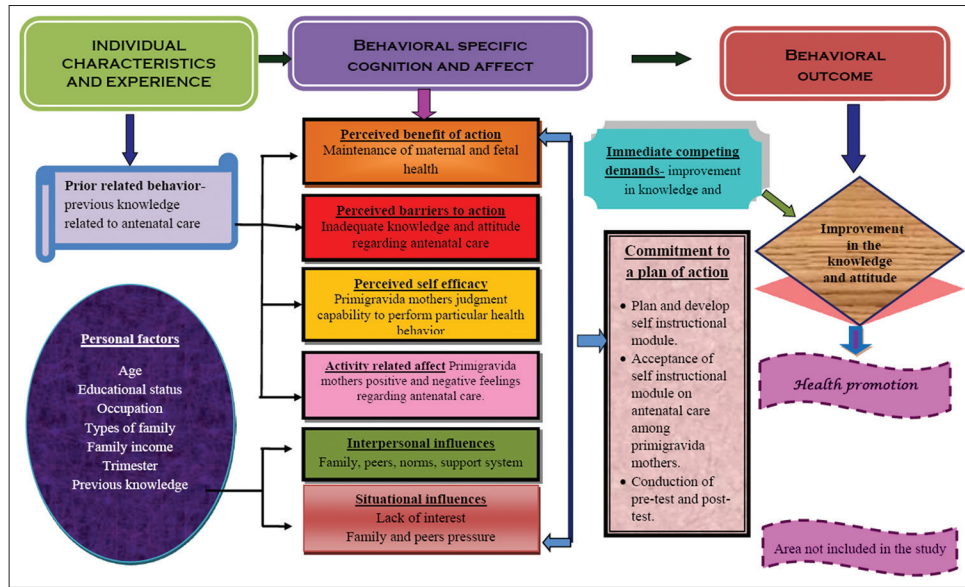 INDIVIDUAL
CHARACTERISTICS
AND EXPERIENCE
BEHAVIORAL SPECIFIC
COGNITION AND AFFECT
BEHAVIORAL
OUTCOME
Prior related behavior-
previous knowledge
related to antenatal care
Personal factors
Age
Educational status
Occupation
Types of family
Family income
Trimester
Previous knowledge
Perceived benefit of action
Maintenance of maternal and fetal
health
Perceived barriers to action
Inadequate knowledge and attitude
regarding antenatal care
Perceived self efficacy
Primigravida mothers judgment
capability to perform particular health
behavior
Activity related affect Primigravida
mothers positive and negative feelings
regarding antenatal care.
Interpersonal influences
Family, peers, norms, support system
Situational influences
Lack of interest
Family and peers pressure
Immediate competing
demands- improvement
in knowledge and
Commitment to
a plan of action
• Plan and develop
self instructional
module.
• Acceptance of
self instructional
module on
antenatal care
among
primigravida
mothers.
• Conduction of
pre-test and post-
test.
Improvement
in the
knowledge
and attitude
Health promotion
Area not included in the study